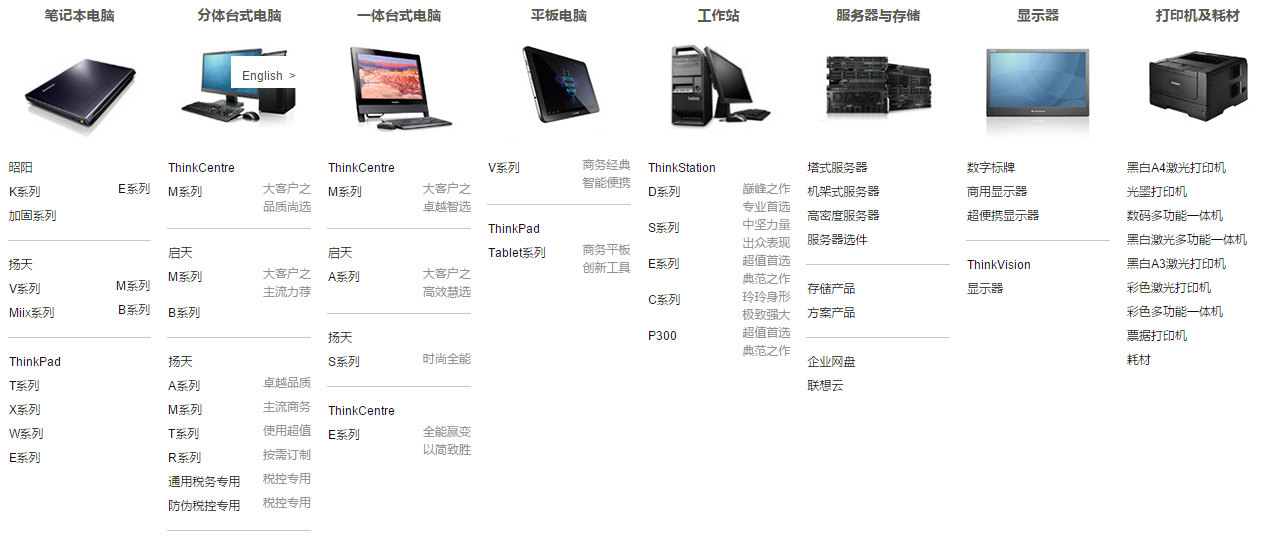 笔记本电脑
分体台式电脑
一体台式电脑
平板电脑
工作站
服务器与存储
显示器
打印机及耗材
English >
昭阳
K系列
E系列
加固系列
扬天
V系列
M系列
Miix系列
B系列
ThinkPad
T系列
X系列
W系列
E系列
ThinkCentre
M系列
大客户之
品质尚选
启天
M系列
大客户之
主流力荐
B系列
扬天
A系列
卓越品质
M系列
主流商务
T系列
使用超值
R系列
按需订制
通用税务专用
税控专用
防伪税控专用
税控专用
ThinkCentre
M系列
大客户之
卓越智选
启天
A系列
大客户之
高效慧选
扬天
S系列
时尚全能
ThinkCentre
E系列
全能赢变
以简致胜
V系列
商务经典
智能便携
ThinkPad
Tablet系列
商务平板
创新工具
ThinkStation
D系列
巅峰之作
专业首选
S系列
中坚力量
出众表现
E系列
超值首选
典范之作
C系列
玲玲身形
极致强大
P300
超值首选
典范之作
塔式服务器
机架式服务器
高密度服务器
服务器选件
存储产品
方案产品
企业网盘
联想云
数字标牌
商用显示器
超便携显示器
ThinkVision
显示器
黑白A4激光打印机
光墨打印机
数码多功能一体机
黑白激光多功能一体机
黑白A3激光打印机
彩色激光打印机
彩色多功能一体机
票据打印机
耗材